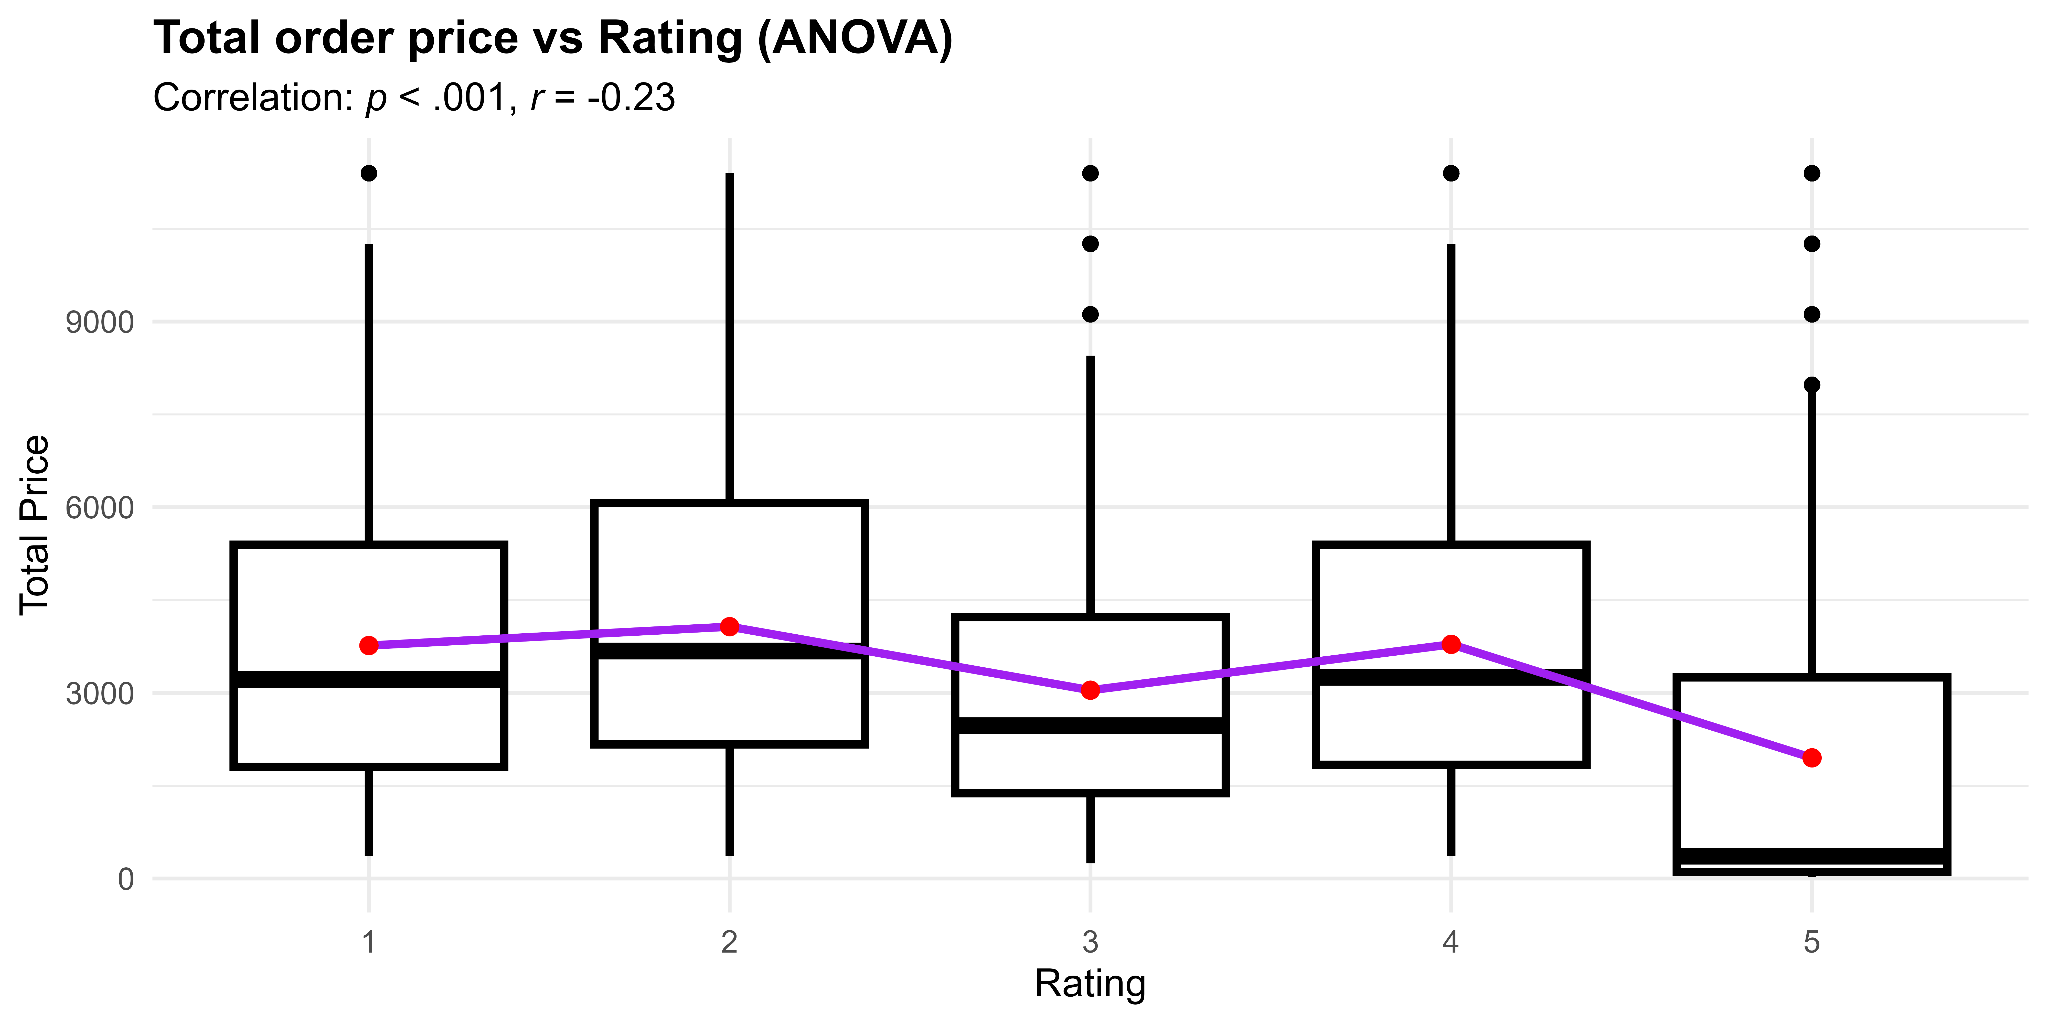 Total order price vs Rating (ANOVA)
Correlation: p < .001, r = -0.23
Total Price
9000
6000
3000
0
1 2 3 4 5
Rating